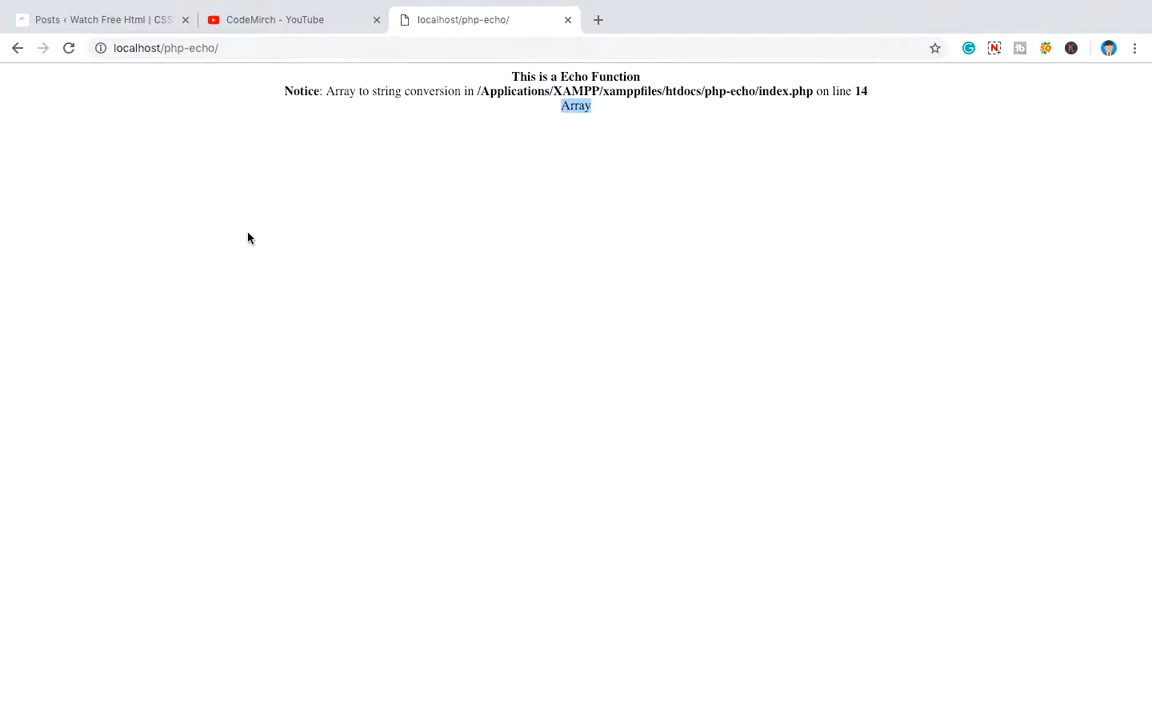 Posts ‹ Watch Free Html | CSS
CodeMirch - YouTube
localhost/php-echo/
localhost/php-echo/
This is a Echo Function
Notice: Array to string conversion in /Applications/XAMPP/xamppfiles/htdocs/php-echo/index.php on line 14
Array